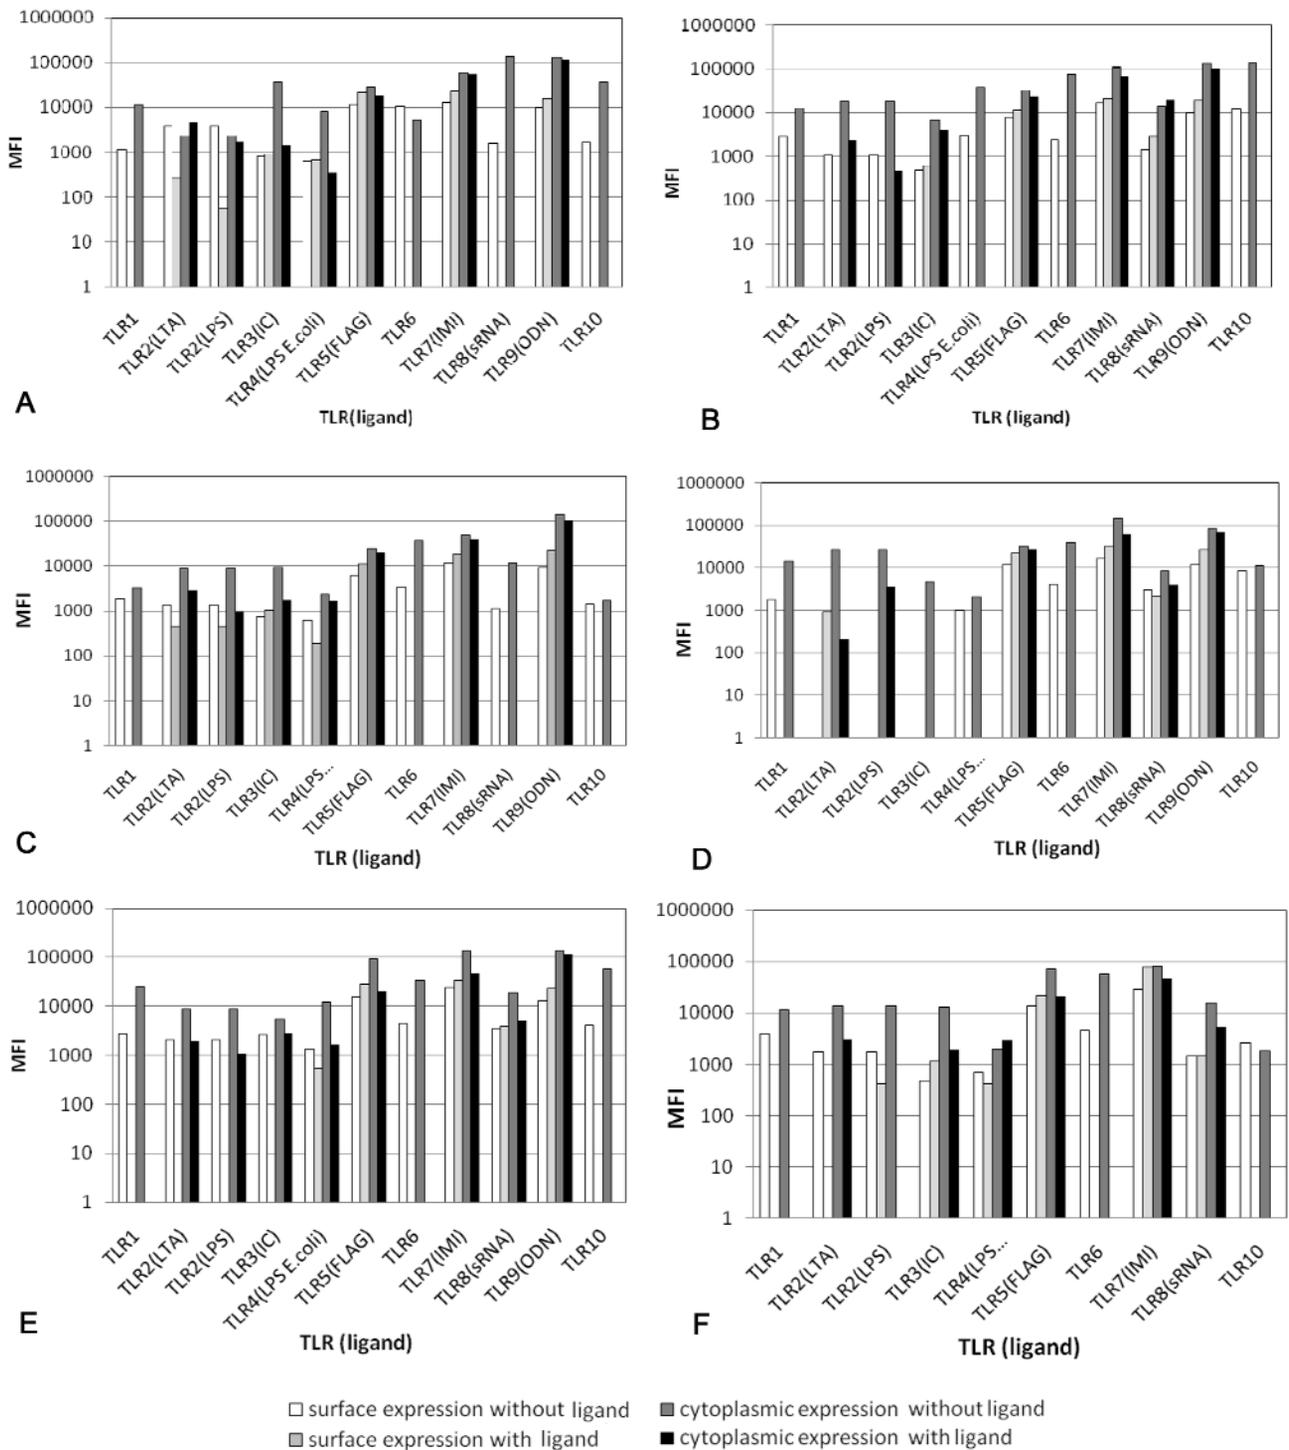 1000000
100000
10000
1000
100
10
1
MFI
TLR1
TLR2(LTA)
TLR2(LPS)
TLR3(IC)
TLR4(LPS E.coli)
TLR5(FLAG)
TLR6
TLR7(IMI)
TLR8(sRNA)
TLR9(ODN)
TLR10
TLR(ligand)
A
1000000
100000
10000
1000
100
10
1
MFI
TLR1
TLR2(LTA)
TLR2(LPS)
TLR3(IC)
TLR4(LPS E.coli)
TLR5(FLAG)
TLR6
TLR7(IMI)
TLR8(sRNA)
TLR9(ODN)
TLR10
TLR (ligand)
B
1000000
100000
10000
1000
100
10
1
MFI
TLR1
TLR2(LTA)
TLR2(LPS)
TLR3(IC)
TLR4(LPS...
TLR5(FLAG)
TLR6
TLR7(IMI)
TLR8(sRNA)
TLR9(ODN)
TLR10
TLR (ligand)
C
1000000
100000
10000
1000
100
10
1
MFI
TLR1
TLR2(LTA)
TLR2(LPS)
TLR3(IC)
TLR4(LPS...
TLR5(FLAG)
TLR6
TLR7(IMI)
TLR8(sRNA)
TLR9(ODN)
TLR10
TLR (ligand)
D
1000000
100000
10000
1000
100
10
1
MFI
TLR1
TLR2(LTA)
TLR2(LPS)
TLR3(IC)
TLR4(LPS E.coli)
TLR5(FLAG)
TLR6
TLR7(IMI)
TLR8(sRNA)
TLR9(ODN)
TLR10
TLR (ligand)
E
1000000
100000
10000
1000
100
10
1
MFI
TLR1
TLR2(LTA)
TLR2(LPS)
TLR3(IC)
TLR4(LPS...
TLR5(FLAG)
TLR6
TLR7(IMI)
TLR8(sRNA)
TLR10
TLR (ligand)
F
surface expression without ligand
cytoplasmic expression without ligand
surface expression with ligand
cytoplasmic expression with ligand